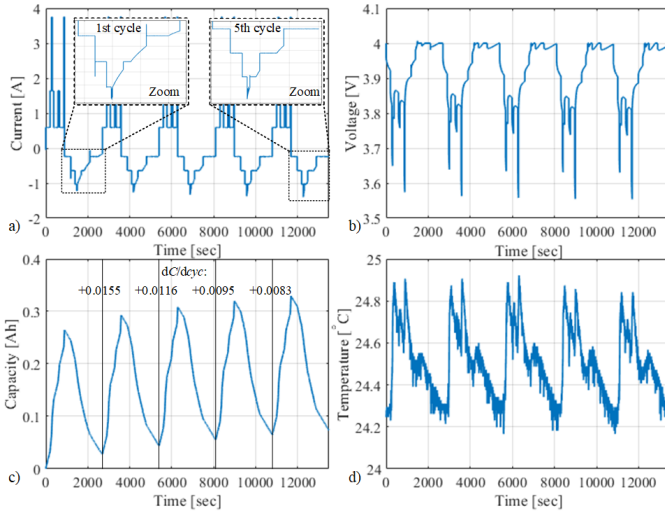 4
3
2
1
0
-1
-2
Current [A]
1st cycle
Zoom
5th cycle
Zoom
0 2000 4000 6000 8000 10000 12000
Time [sec]
a)
4
3.9
3.8
3.7
3.6
3.5
Voltage [V]
0 2000 4000 6000 8000 10000 12000
Time [sec]
b)
0.4
0.3
0.2
0.1
0
Capacity [Ah]
dC/dcyc:
+0.0155 +0.0116 +0.0095 +0.0083
0 2000 4000 6000 8000 10000 12000
Time [sec]
c)
25
24.8
24.6
24.4
24.2
24
Temperature [°C]
0 2000 4000 6000 8000 10000 12000
Time [sec]
d)